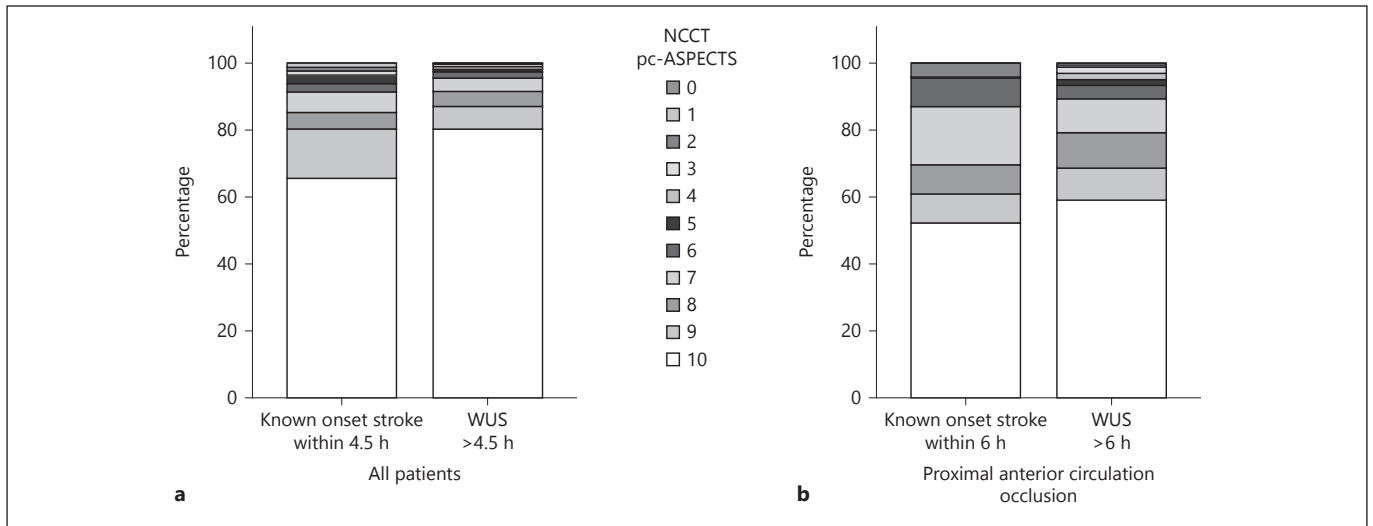 Percentage
100
80
60
40
20
0
Known onset stroke
within 4.5 h
WUS
>4.5 h
All patients
a
NCCT
pc-ASPECTS
0
1
2
3
4
5
6
7
8
9
10
Percentage
100
80
60
40
20
0
Known onset stroke
within 6 h
WUS
>6 h
Proximal anterior circulation
occlusion
b